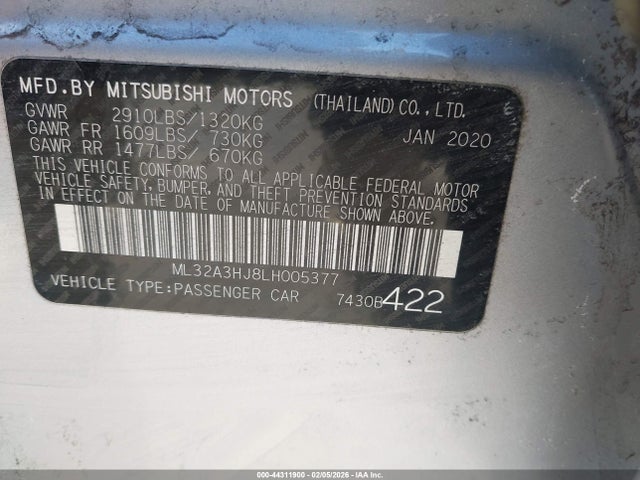 MFD.BY MITSUBISHI MOTORS (THAILAND)CO.,LTD.
GVWR 2910LBS/1320KG JAN 2020
GAWR FR 1609LBS/ 730KG
GAWR RR 1477LBS/ 670KG
THIS VEHICLE CONFORMS TO ALL APPLICABLE FEDERAL MOTOR
VEHICLE SAFETY, BUMPER, AND THEFT PREVENTION STANDARDS
IN EFFECT ON THE DATE OF MANUFACTURE SHOWN ABOVE.
ML32A3HJ8LH005377
VEHICLE TYPE:PASSENGER CAR 7430B422
000-44311900 - 02/05/2026 - IAAI.COM